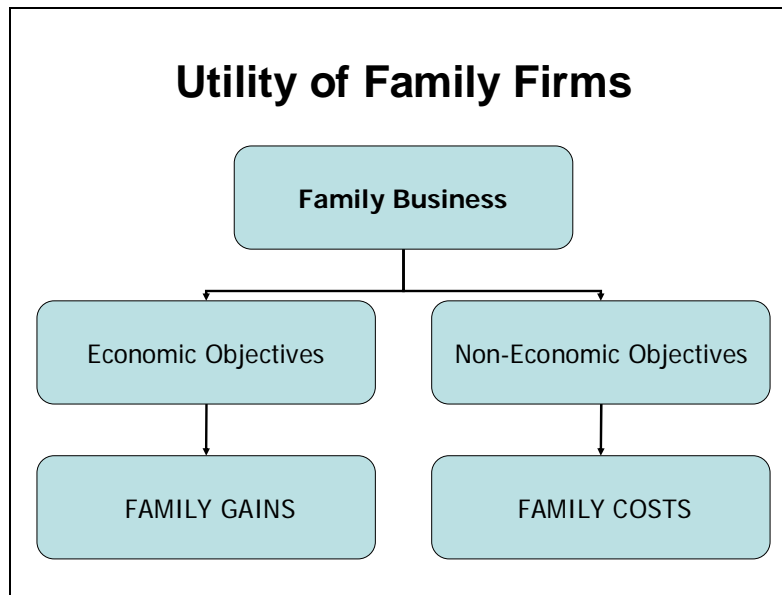 Utility of Family Firms
Family Business
Economic Objectives
Non-Economic Objectives
FAMILY GAINS
FAMILY COSTS